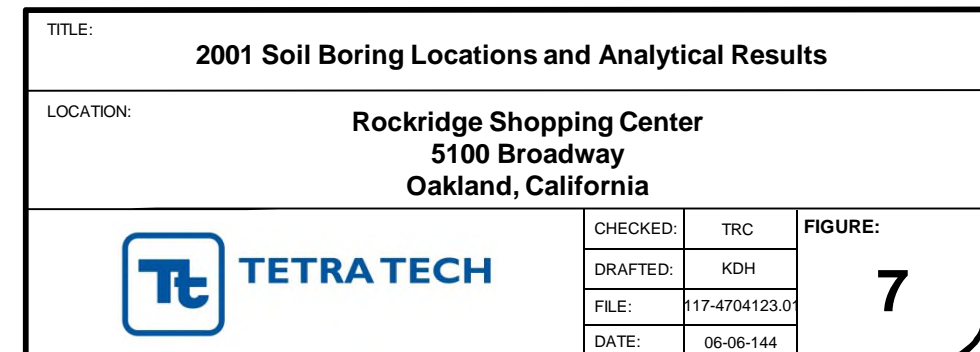 TITLE:
2001 Soil Boring Locations and Analytical Results
LOCATION:
Rockridge Shopping Center
5100 Broadway
Oakland, California
Tt TETRA TECH
CHECKED: TRC
DRAFTED: KDH
FILE: 117-4704123.01
DATE: 06-06-144
FIGURE:
7